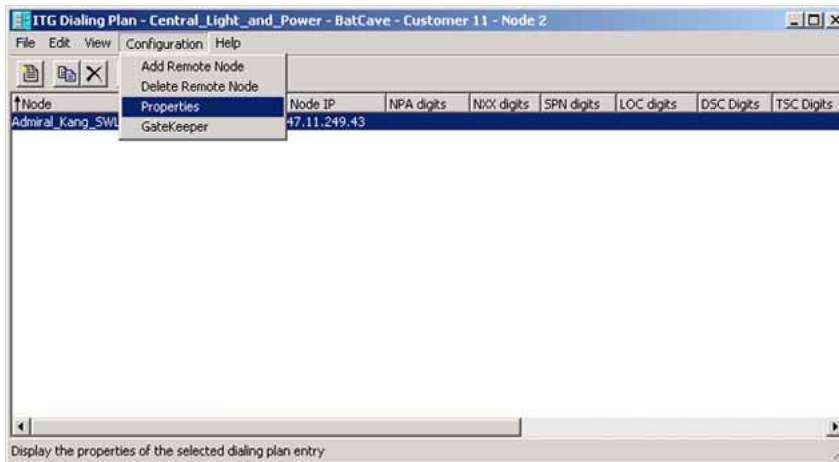 ITG Dialing Plan - Central_Light_and_Power - BatCave - Customer 11 - Node 2
File Edit View Configuration Help
Add Remote Node
Delete Remote Node
Properties
GateKeeper
Node Node IP NPA digits NXX digits SPN digits LOC digits DSC Digits TSC Digits
Admiral_Kang_SWL 47.11.249.43
Display the properties of the selected dialing plan entry